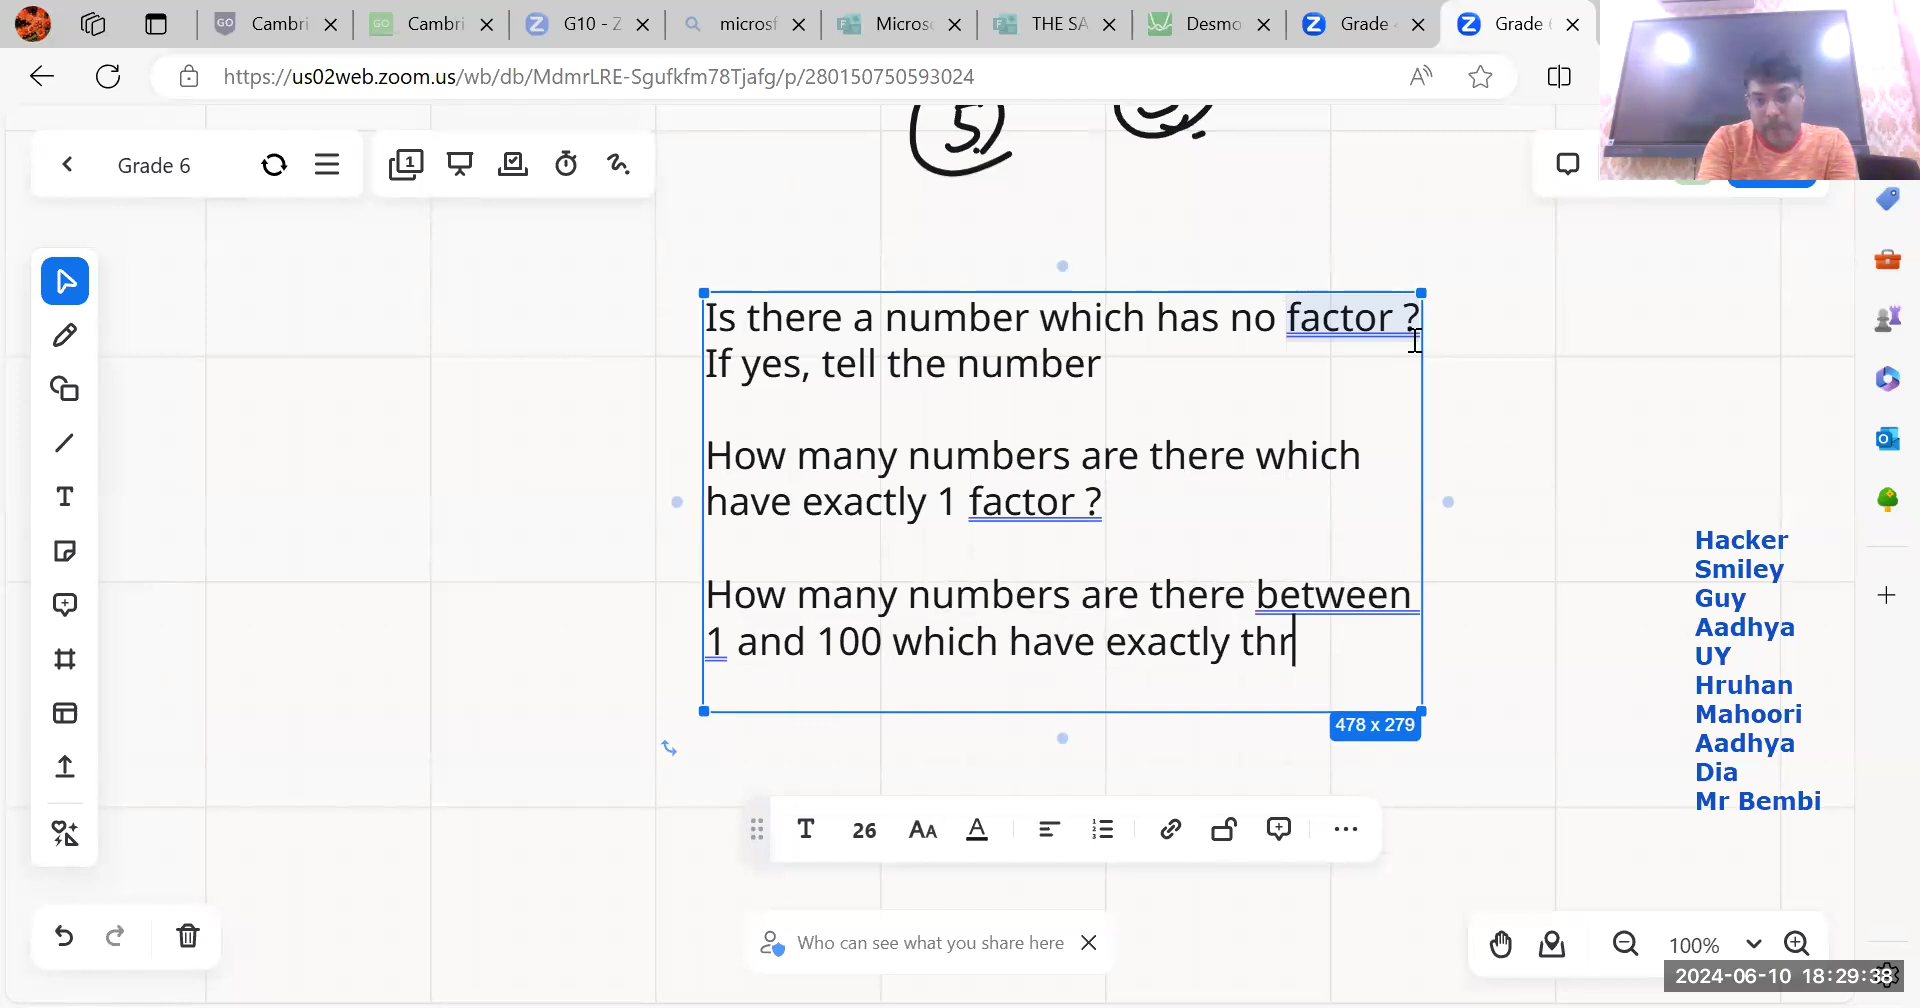 Cambri
Cambri
G10 - Z
microsf
Micros
THE SA
Desmo
Grade
Grade
https://us02web.zoom.us/wb/db/MdmrLRE-Sgufkfm78Tjafg/p/280150750593024
5.
Grade 6
1
Is there a number which has no factor ?
If yes, tell the number
How many numbers are there which
have exactly 1 factor ?
How many numbers are there between
1 and 100 which have exactly thr
478 x 279
Hacker
Smiley
Guy
Aadhya
UY
Hruhan
Mahoori
Aadhya
Dia
Mr Bembi
26
Who can see what you share here
100%
2024-06-10 18:29:38